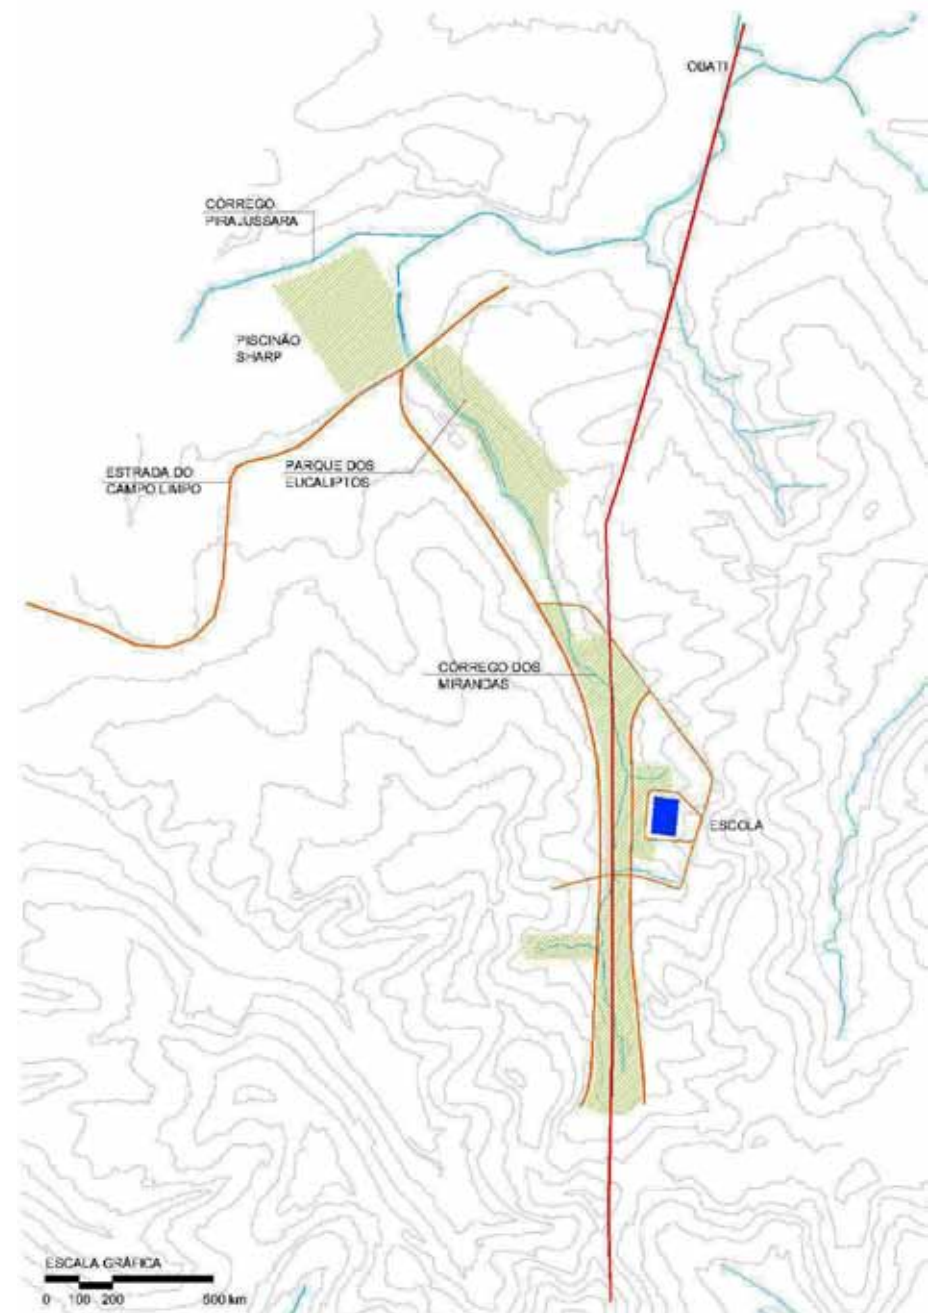 OBATI
CÓRREGO
PIRAJUSSARA
PISCINÃO
SHARP
ESTRADA DO
CAMPO LIMPO
PARQUE DOS
EUCALIPTOS
CÓRREGO DOS
MIRANDAS
ESCOLA
ESCALA GRÁFICA
0 100 200 500 km